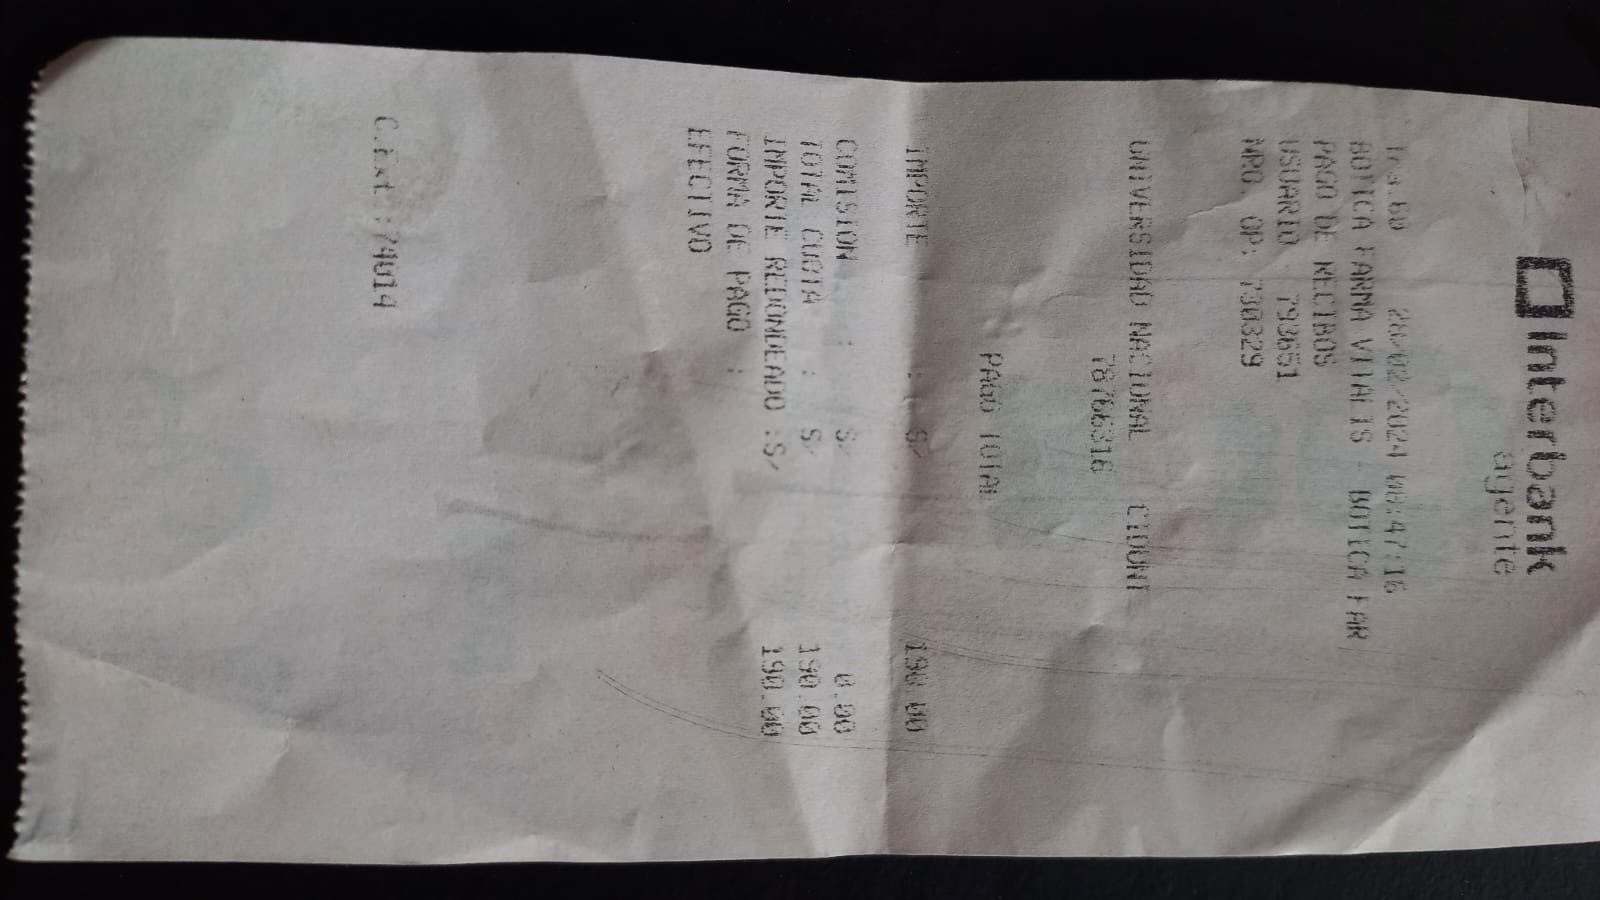 Interbank
agente
28/02/2024 08:47:16
BOTICA FARMA VITALIS - BOTICA FAR
PAGO DE RECIBOS
USUARIO : 793651
NRO. OP: 730329
UNIVERSIDAD NACIONAL CIDUNT
78766316
PAGO TOTAL
IMPORTE : S/ 190.00
COMISION : S/ 0.00
TOTAL CUOTA : S/ 190.00
IMPORTE REDONDEADO :S/ 190.00
FORMA DE PAGO :
EFECTIVO